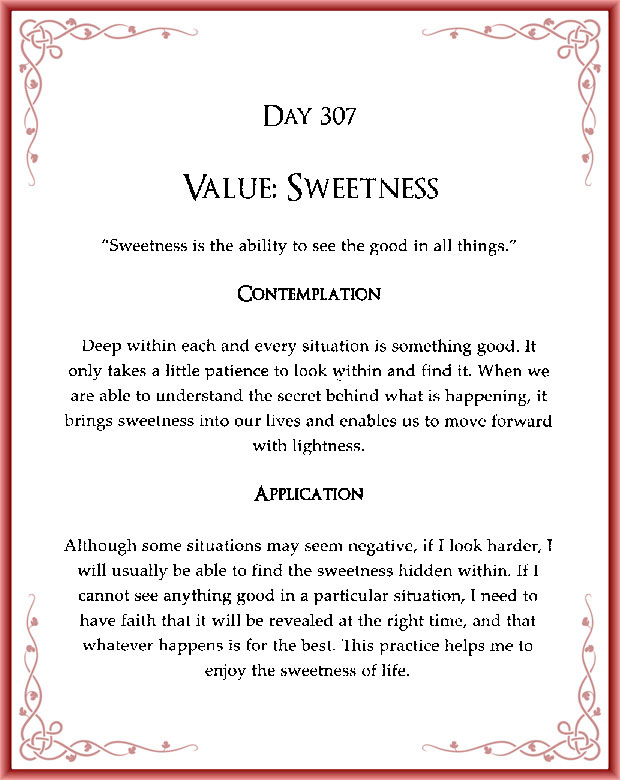 DAY 307
VALUE: SWEETNESS
“Sweetness is the ability to see the good in all things.”
CONTEMPLATION
Deep within each and every situation is something good. It
only takes a little patience to look within and find it. When we
are able to understand the secret behind what is happening, it
brings sweetness into our lives and enables us to move forward
with lightness.
APPLICATION
Although some situations may seem negative, if I look harder, I
will usually be able to find the sweetness hidden within. If I
cannot see anything good in a particular situation, I need to
have faith that it will be revealed at the right time, and that
whatever happens is for the best. This practice helps me to
enjoy the sweetness of life.